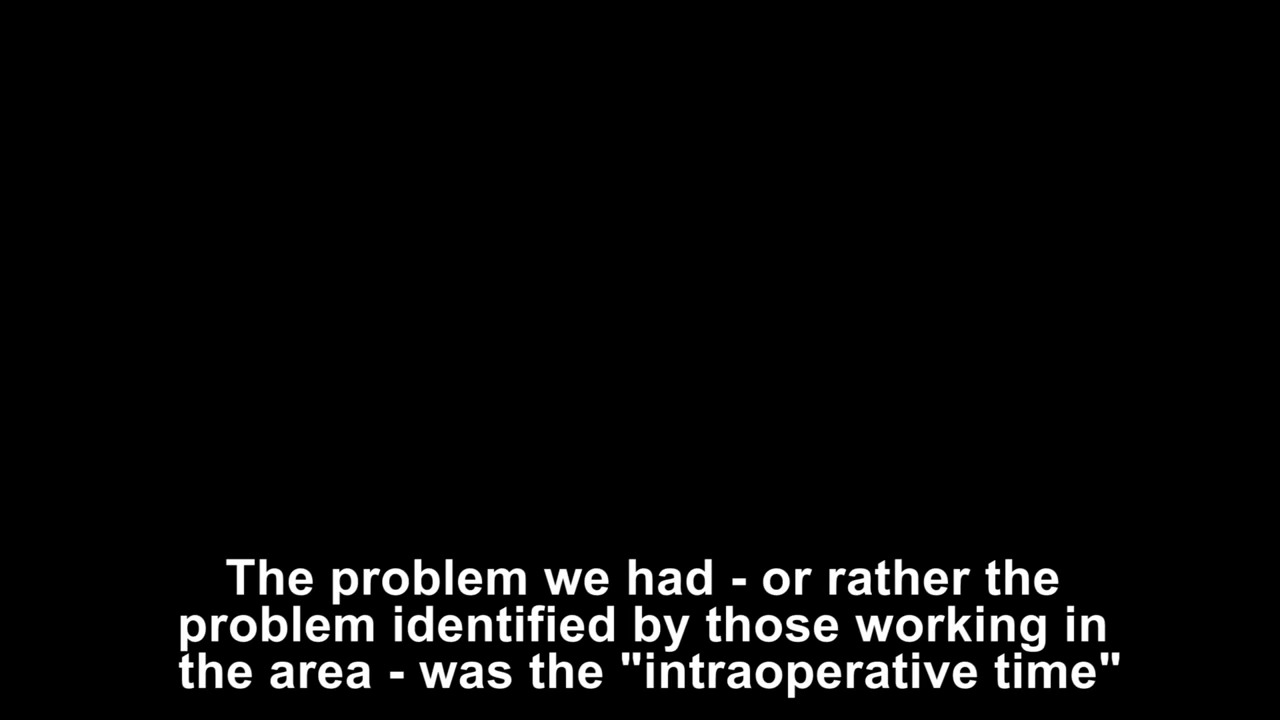 The problem we had - or rather the
problem identified by those working in
the area - was the "intraoperative time"